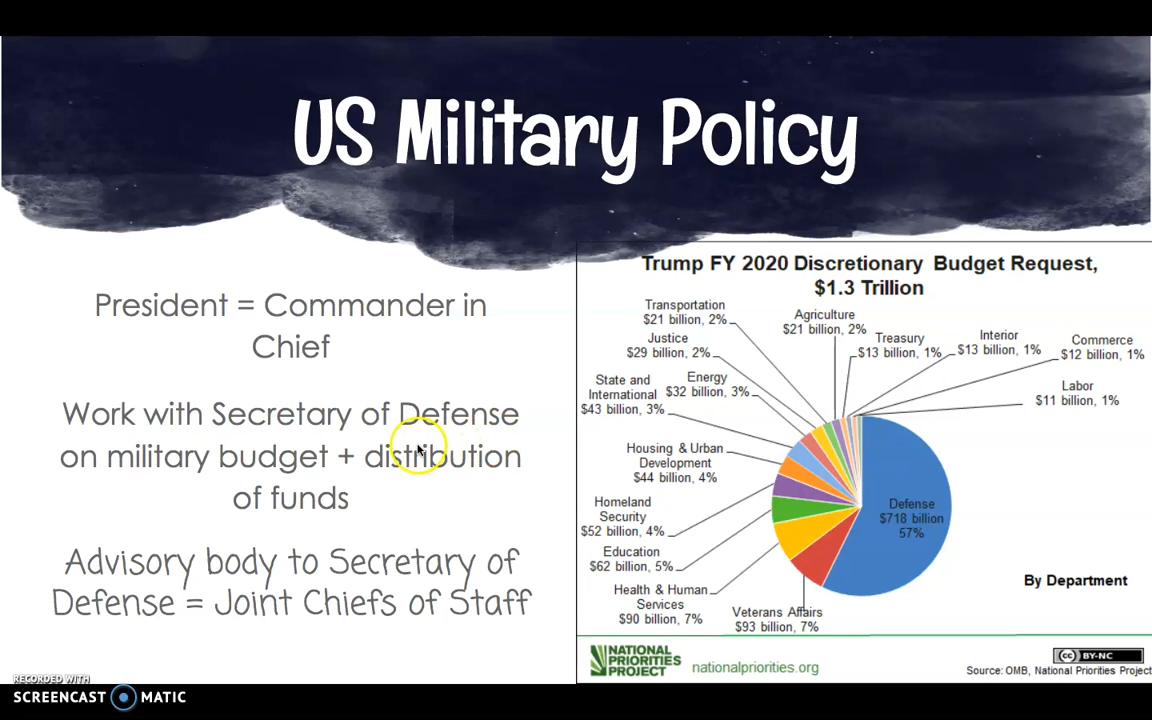 US Military Policy
President = Commander in
Chief
Work with Secretary of Defense
on military budget + distribution
of funds
Advisory body to Secretary of
Defense = Joint Chiefs of Staff
Trump FY 2020 Discretionary Budget Request,
$1.3 Trillion
Transportation
$21 billion, 2%
Agriculture
$21 billion, 2%
Justice
$29 billion, 2%
Treasury
$13 billion, 1%
Interior
$13 billion, 1%
Commerce
$12 billion, 1%
State and
International
$43 billion, 3%
Energy
$32 billion, 3%
Labor
$11 billion, 1%
Housing & Urban
Development
$44 billion, 4%
Homeland
Security
$52 billion, 4%
Defense
$718 billion
57%
Education
$62 billion, 5%
Health & Human
Services
$90 billion, 7%
Veterans Affairs
$93 billion, 7%
By Department
NATIONAL
PRIORITIES
PROJECT
nationalpriorities.org
cc BY-NC
Source: OMB, National Priorities Project
RECORDED WITH
SCREENCAST MATIC